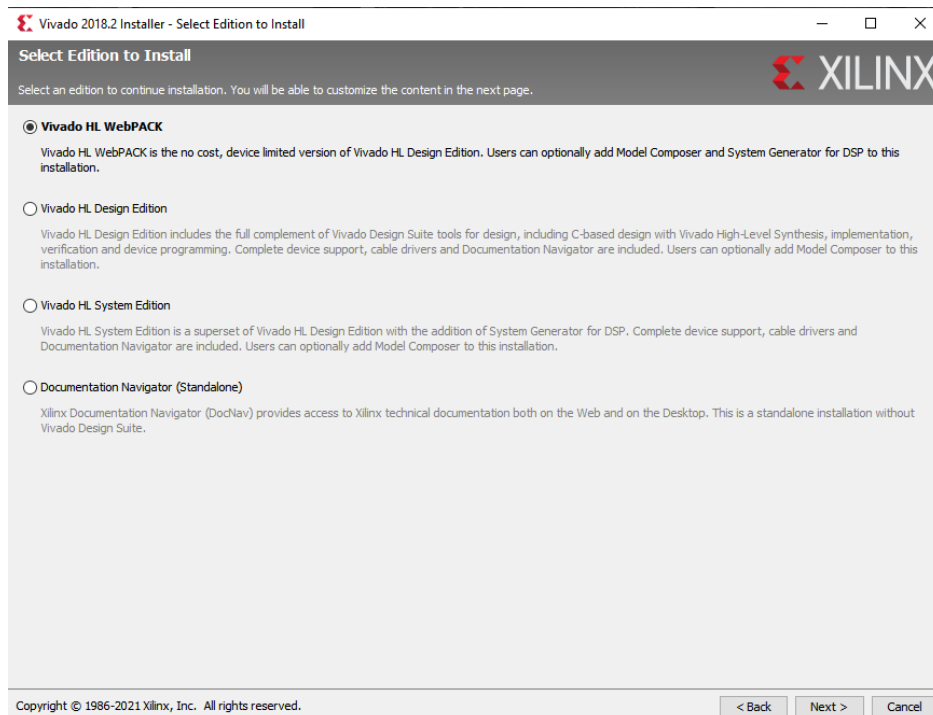 Vivado 2018.2 Installer - Select Edition to Install
Select Edition to Install
XILINX
Select an edition to continue installation. You will be able to customize the content in the next page.
Vivado HL WebPACK
Vivado HL WebPACK is the no cost, device limited version of Vivado HL Design Edition. Users can optionally add Model Composer and System Generator for DSP to this
installation.
Vivado HL Design Edition
Vivado HL Design Edition includes the full complement of Vivado Design Suite tools for design, including C-based design with Vivado High-Level Synthesis, implementation,
verification and device programming. Complete device support, cable drivers and Documentation Navigator are included. Users can optionally add Model Composer to this
installation.
Vivado HL System Edition
Vivado HL System Edition is a superset of Vivado HL Design Edition with the addition of System Generator for DSP. Complete device support, cable drivers and
Documentation Navigator are included. Users can optionally add Model Composer to this installation.
Documentation Navigator (Standalone)
Xilinx Documentation Navigator (DocNav) provides access to Xilinx technical documentation both on the Web and on the Desktop. This is a standalone installation without
Vivado Design Suite.
Copyright © 1986-2021 Xilinx, Inc. All rights reserved.
< Back
Next >
Cancel